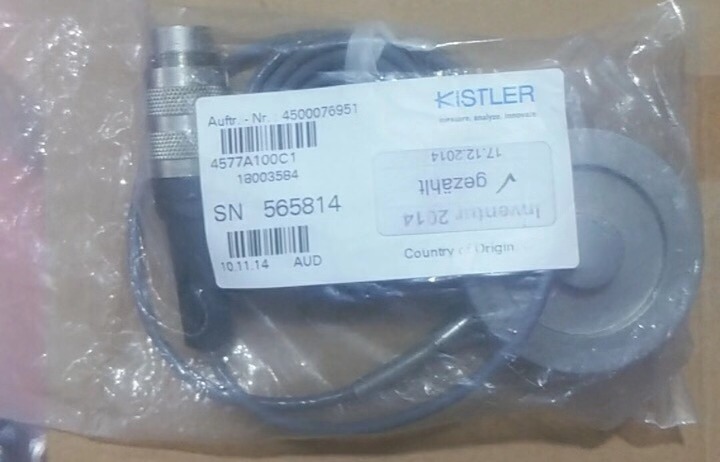 Auftr. - Nr. : 4500076951
KISTLER
measure. analyze. innovate.
4577A100C1
18003584
SN 565814
Inventur 2014
✓ gezählt
17.12.2014
Country of Origin
10.11.14 AUD